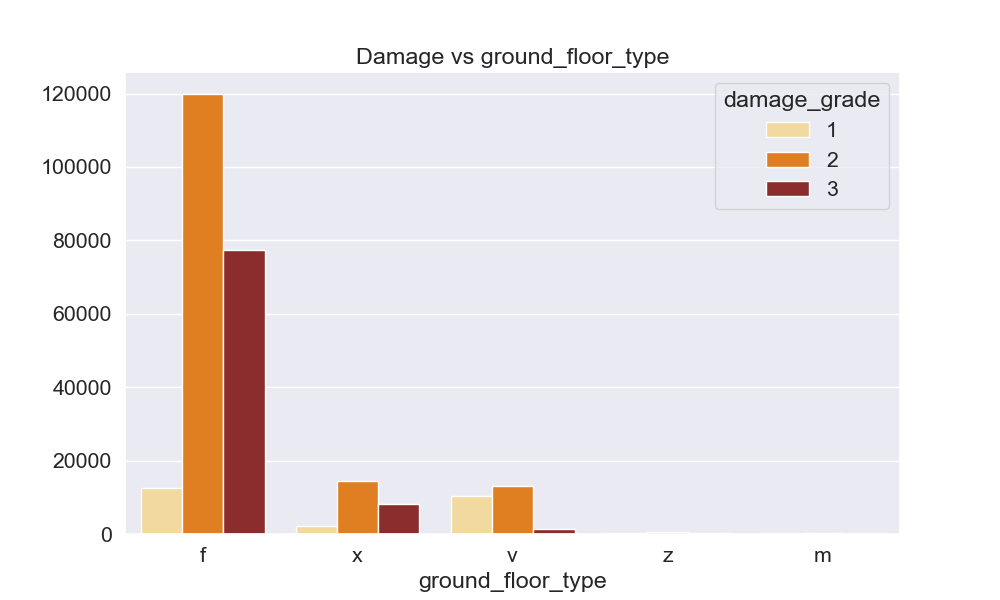 Damage vs ground_floor_type
damage_grade
1
2
3
120000
100000
80000
60000
40000
20000
0
f x v z m
ground_floor_type